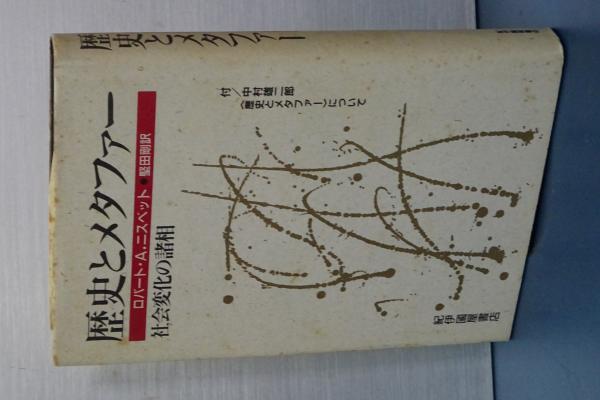 歴史とメタファー
歴史とメタファー
ロバート・A・ニスベット●堅田剛訳
社会変化の諸相
付/中村雄二郎
〈歴史とメタファー〉について
紀伊國屋書店